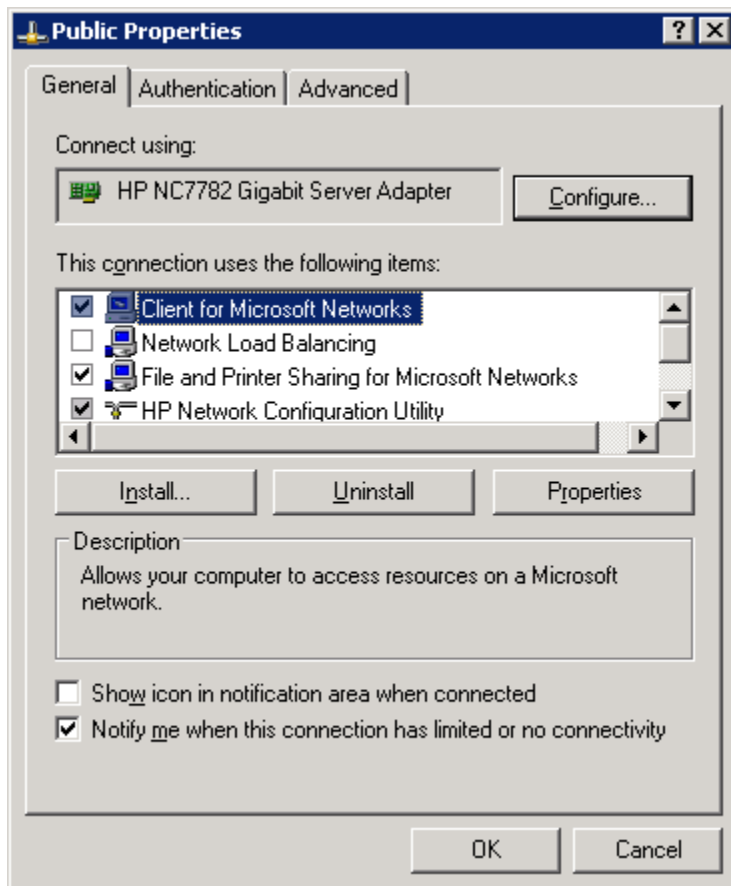 Public Properties
General Authentication Advanced
Connect using:
HP NC7782 Gigabit Server Adapter
Configure...
This connection uses the following items:
Client for Microsoft Networks
Network Load Balancing
File and Printer Sharing for Microsoft Networks
HP Network Configuration Utility
Install... Uninstall Properties
Description
Allows your computer to access resources on a Microsoft
network.
Show icon in notification area when connected
Notify me when this connection has limited or no connectivity
OK Cancel